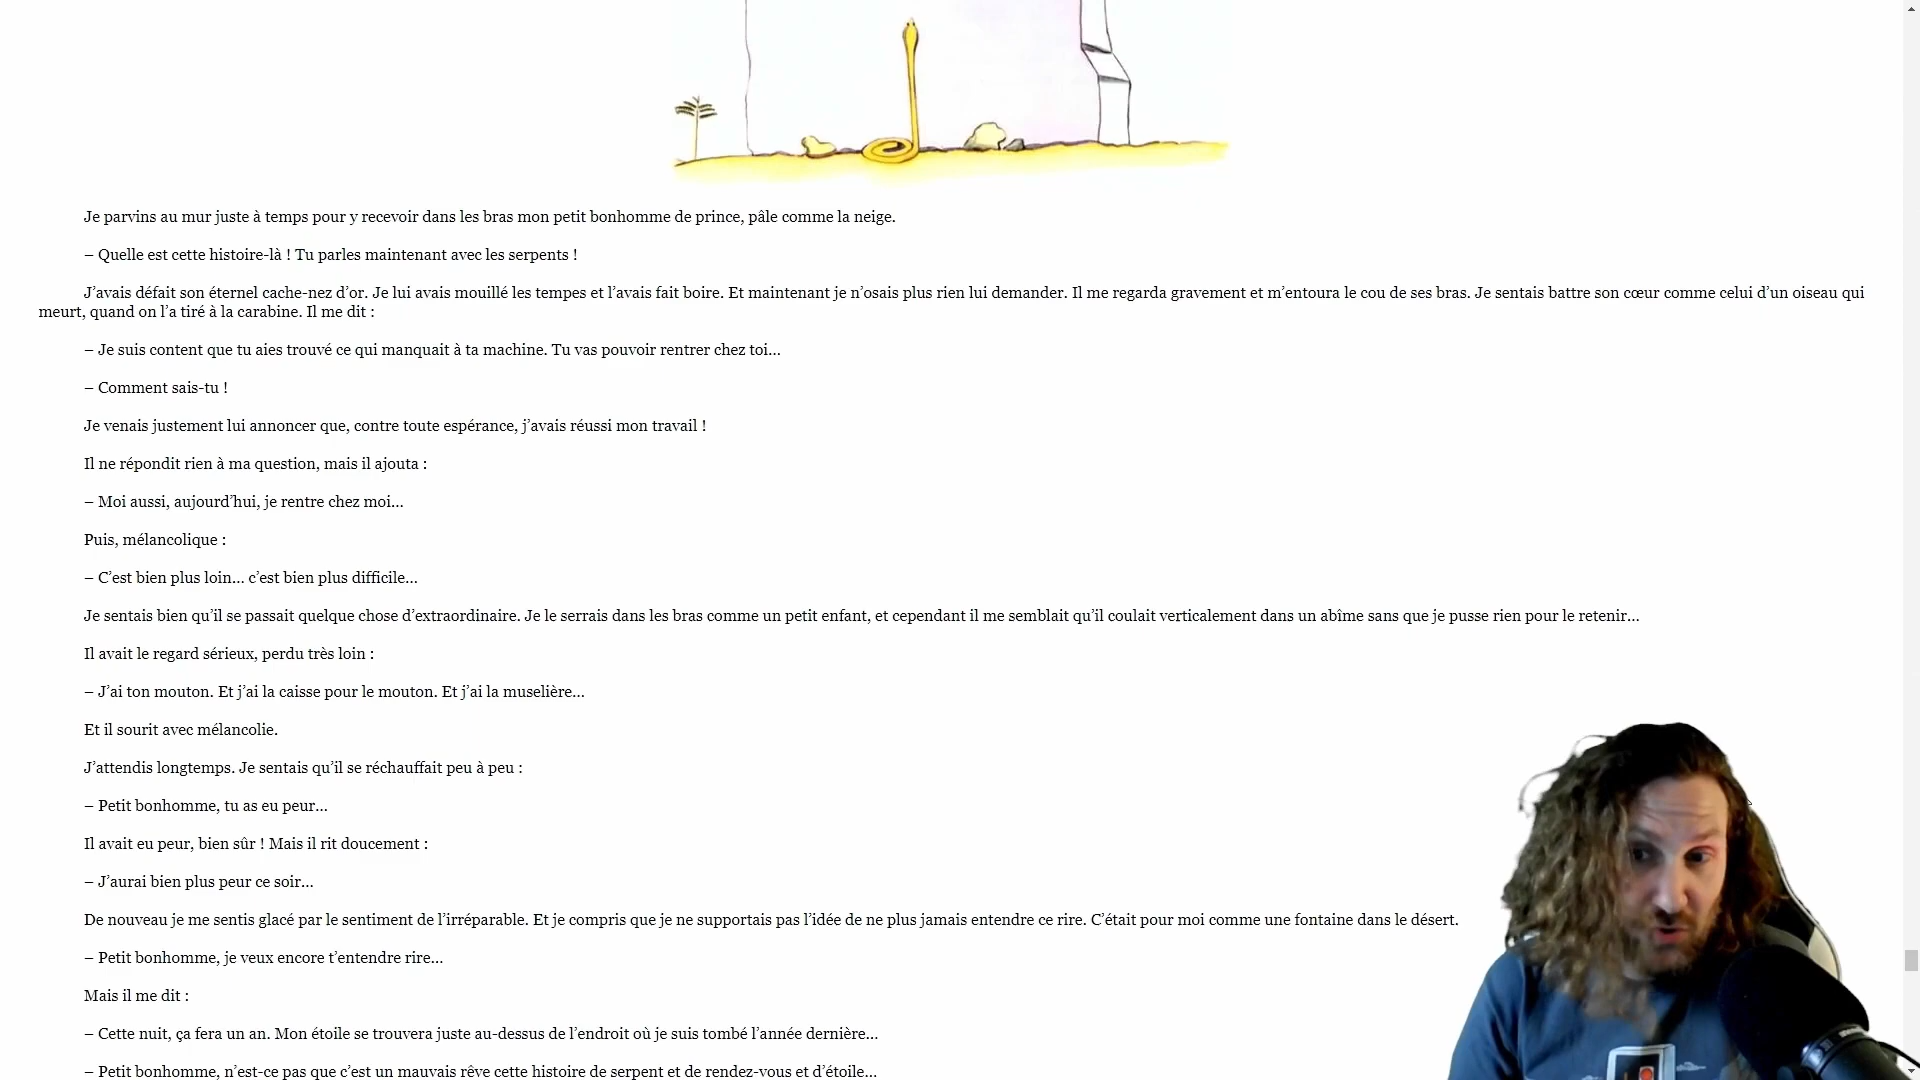 Je parvins au mur juste à temps pour y recevoir dans les bras mon petit bonhomme de prince, pâle comme la neige.
– Quelle est cette histoire-là ! Tu parles maintenant avec les serpents !
J’avais défait son éternel cache-nez d’or. Je lui avais mouillé les tempes et l’avais fait boire. Et maintenant je n’osais plus rien lui demander. Il me regarda gravement et m’entoura le cou de ses bras. Je sentais battre son cœur comme celui d’un oiseau qui
meurt, quand on l’a tiré à la carabine. Il me dit :
– Je suis content que tu aies trouvé ce qui manquait à ta machine. Tu vas pouvoir rentrer chez toi…
– Comment sais-tu !
Je venais justement lui annoncer que, contre toute espérance, j’avais réussi mon travail !
Il ne répondit rien à ma question, mais il ajouta :
– Moi aussi, aujourd’hui, je rentre chez moi…
Puis, mélancolique :
– C’est bien plus loin… c’est bien plus difficile…
Je sentais bien qu’il se passait quelque chose d’extraordinaire. Je le serrais dans les bras comme un petit enfant, et cependant il me semblait qu’il coulait verticalement dans un abîme sans que je pusse rien pour le retenir…
Il avait le regard sérieux, perdu très loin :
– J’ai ton mouton. Et j’ai la caisse pour le mouton. Et j’ai la muselière…
Et il sourit avec mélancolie.
J’attendis longtemps. Je sentais qu’il se réchauffait peu à peu :
– Petit bonhomme, tu as eu peur…
Il avait eu peur, bien sûr ! Mais il rit doucement :
– J’aurai bien plus peur ce soir…
De nouveau je me sentis glacé par le sentiment de l’irréparable. Et je compris que je ne supportais pas l’idée de ne plus jamais entendre ce rire. C’était pour moi comme une fontaine dans le désert.
– Petit bonhomme, je veux encore t’entendre rire…
Mais il me dit :
– Cette nuit, ça fera un an. Mon étoile se trouvera juste au-dessus de l’endroit où je suis tombé l’année dernière…
– Petit bonhomme, n’est-ce pas que c’est un mauvais rêve cette histoire de serpent et de rendez-vous et d’étoile…